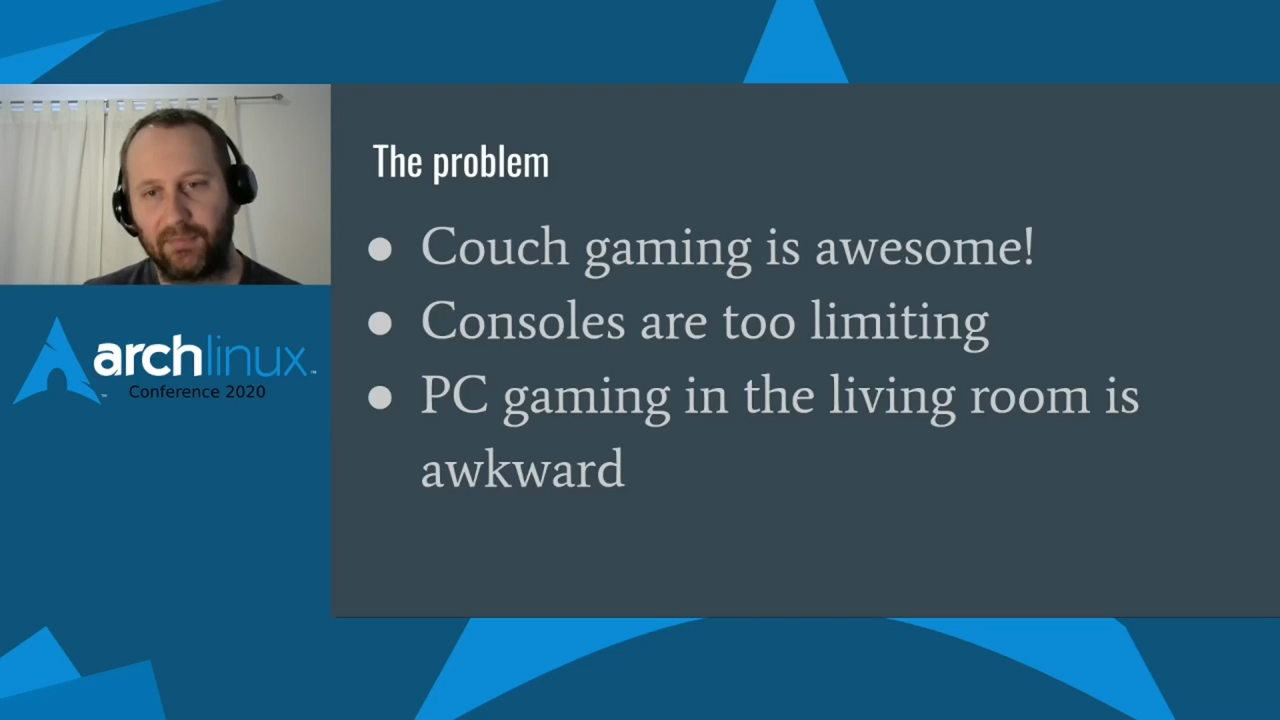 The problem
● Couch gaming is awesome!
● Consoles are too limiting
● PC gaming in the living room is
awkward
archlinux™
Conference 2020